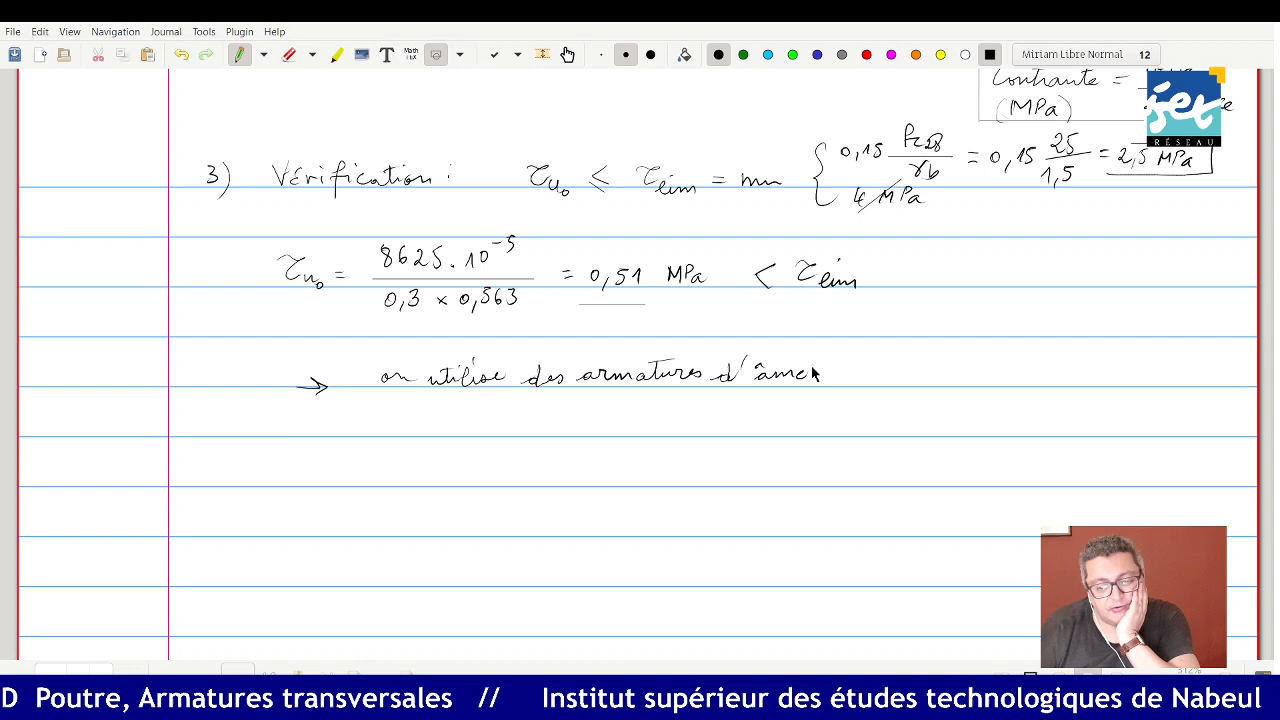 File Edit View Navigation Journal Tools Plugin Help
Miriam Libre Normal 12
Contrainte =
(MPa)
iset
RÉSEAU
3) Vérification : τu₀ ≤ τlim = min { 0,15 fc28/γb = 0,15 25/1,5 = 2,5 MPa
4 MPa
τu₀ = 8625.10⁻⁵ / 0,3 × 0,563 = 0,51 MPa < τlim
→ on utilise des armatures d'âme
312%
D Poutre, Armatures transversales // Institut supérieur des études technologiques de Nabeul